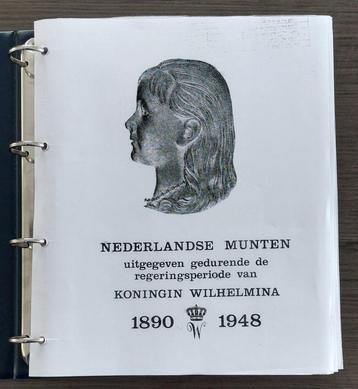 NEDERLANDSE MUNTEN
uitgegeven gedurende de
regeringsperiode van
KONINGIN WILHELMINA
1890 W 1948